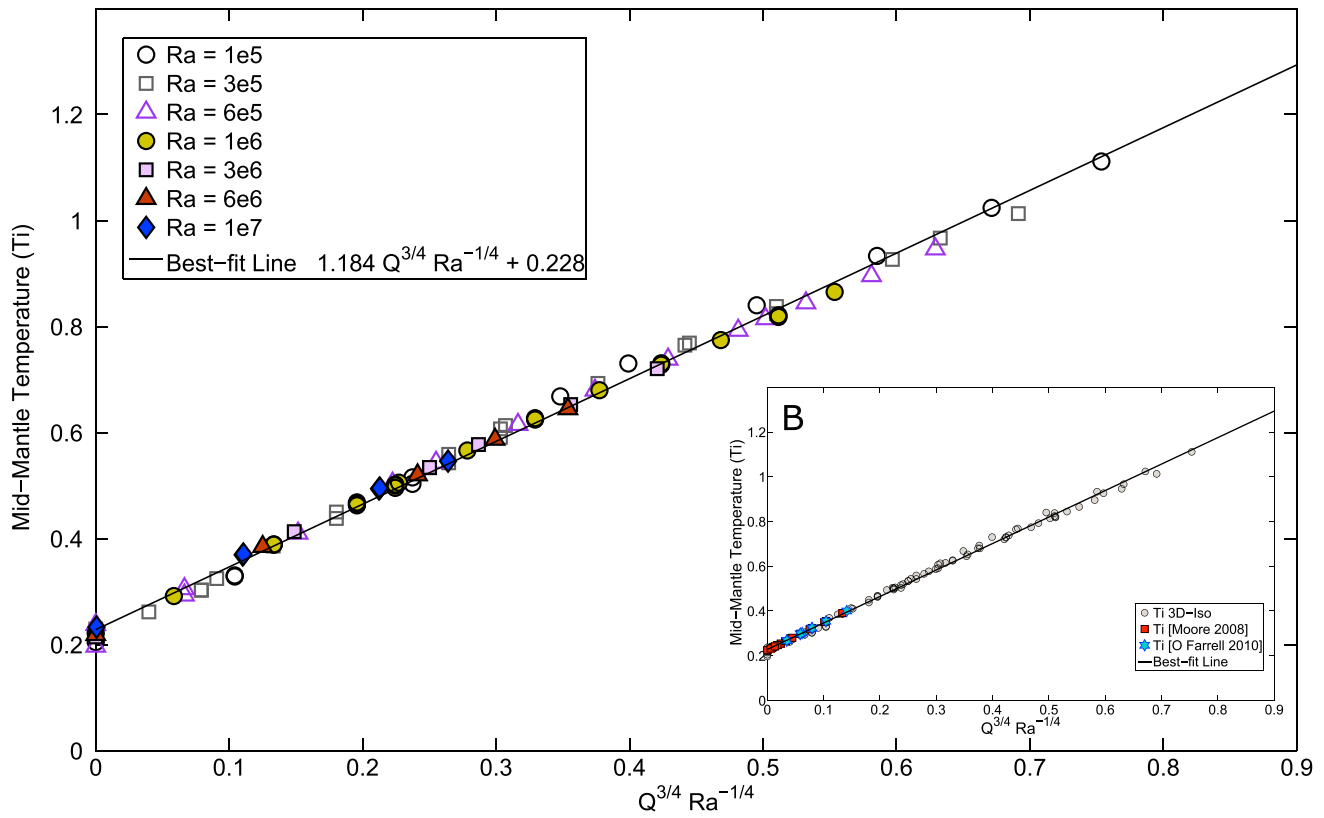 Ra = 1e5
Ra = 3e5
Ra = 6e5
Ra = 1e6
Ra = 3e6
Ra = 6e6
Ra = 1e7
Best−fit Line 1.184 Q^3/4 Ra^−1/4 + 0.228
Mid−Mantle Temperature (Ti)
1.2
1
0.8
0.6
0.4
0.2
0
0 0.1 0.2 0.3 0.4 0.5 0.6 0.7 0.8 0.9
Q^3/4 Ra^−1/4
B
Mid−Mantle Temperature (Ti)
1.2
1
0.8
0.6
0.4
0.2
0
Ti 3D−Iso
Ti [Moore 2008]
Ti [O Farrell 2010]
Best−fit Line
0 0.1 0.2 0.3 0.4 0.5 0.6 0.7 0.8 0.9
Q^3/4 Ra^−1/4